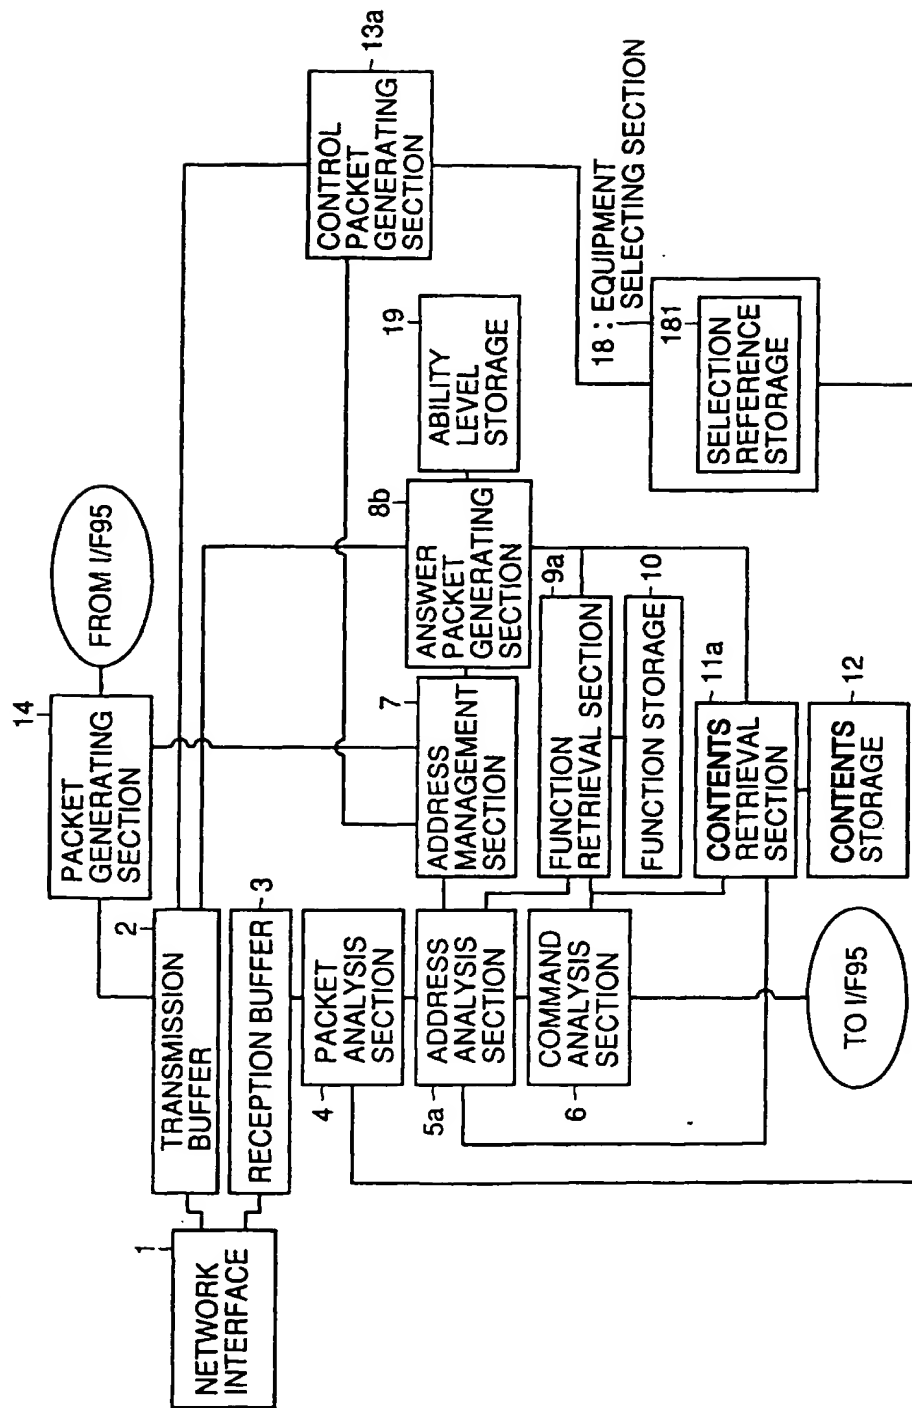 1
NETWORK
INTERFACE
2
TRANSMISSION
BUFFER
RECEPTION BUFFER
3
14
PACKET
GENERATING
SECTION
FROM I/F95
4
PACKET
ANALYSIS
SECTION
5a
ADDRESS
ANALYSIS
SECTION
6
COMMAND
ANALYSIS
SECTION
TO I/F95
7
ADDRESS
MANAGEMENT
SECTION
8b
ANSWER
PACKET
GENERATING
SECTION
19
ABILITY
LEVEL
STORAGE
FUNCTION
RETRIEVAL SECTION
9a
FUNCTION STORAGE
10
11a
CONTENTS
RETRIEVAL
SECTION
12
CONTENTS
STORAGE
13a
CONTROL
PACKET
GENERATING
SECTION
18 : EQUIPMENT
SELECTING SECTION
181
SELECTION
REFERENCE
STORAGE